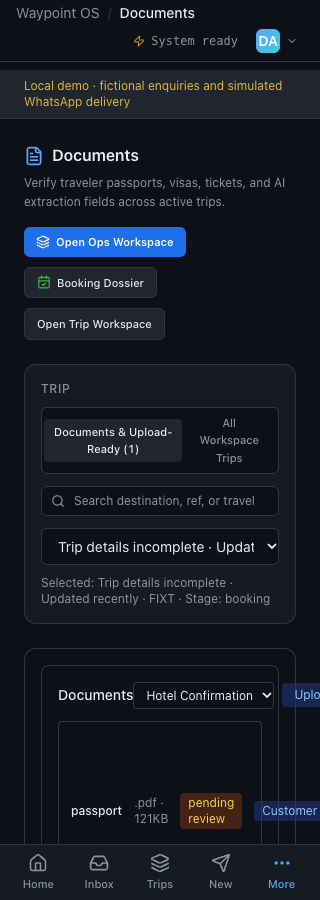 Waypoint OS / Documents
System ready DA
Local demo · fictional enquiries and simulated
WhatsApp delivery
Documents
Verify traveler passports, visas, tickets, and AI
extraction fields across active trips.
Open Ops Workspace
Booking Dossier
Open Trip Workspace
TRIP
Documents & Upload-
Ready (1)
All
Workspace
Trips
Search destination, ref, or travel
Trip details incomplete · Updat
Selected: Trip details incomplete ·
Updated recently · FIXT · Stage: booking
Documents Hotel Confirmation Uplo
passport .pdf ·
121KB
pending
review
Customer
Home Inbox Trips New More